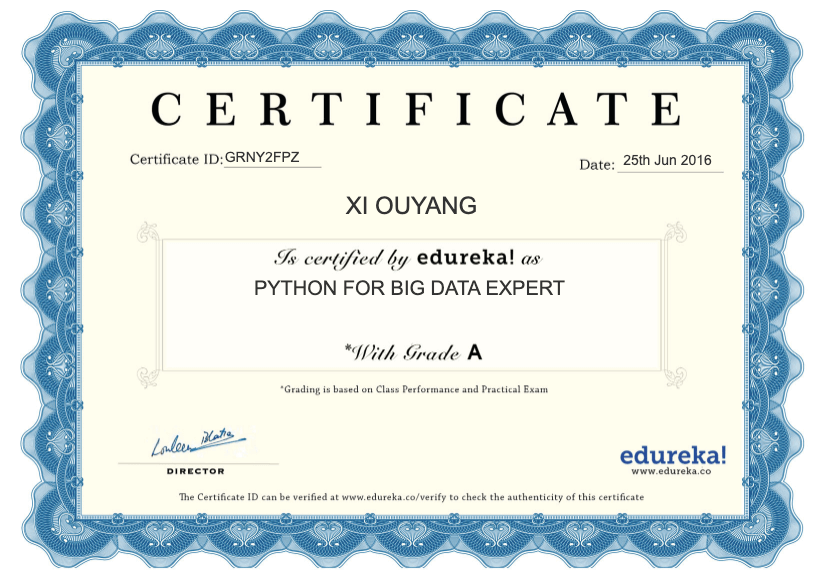 CERTIFICATE
Certificate ID: GRNY2FPZ
Date: 25th Jun 2016
XI OUYANG
Is certified by edureka! as
PYTHON FOR BIG DATA EXPERT
*With Grade A
*Grading is based on Class Performance and Practical Exam
DIRECTOR
edureka!
www.edureka.co
The Certificate ID can be verified at www.edureka.co/verify to check the authenticity of this certificate